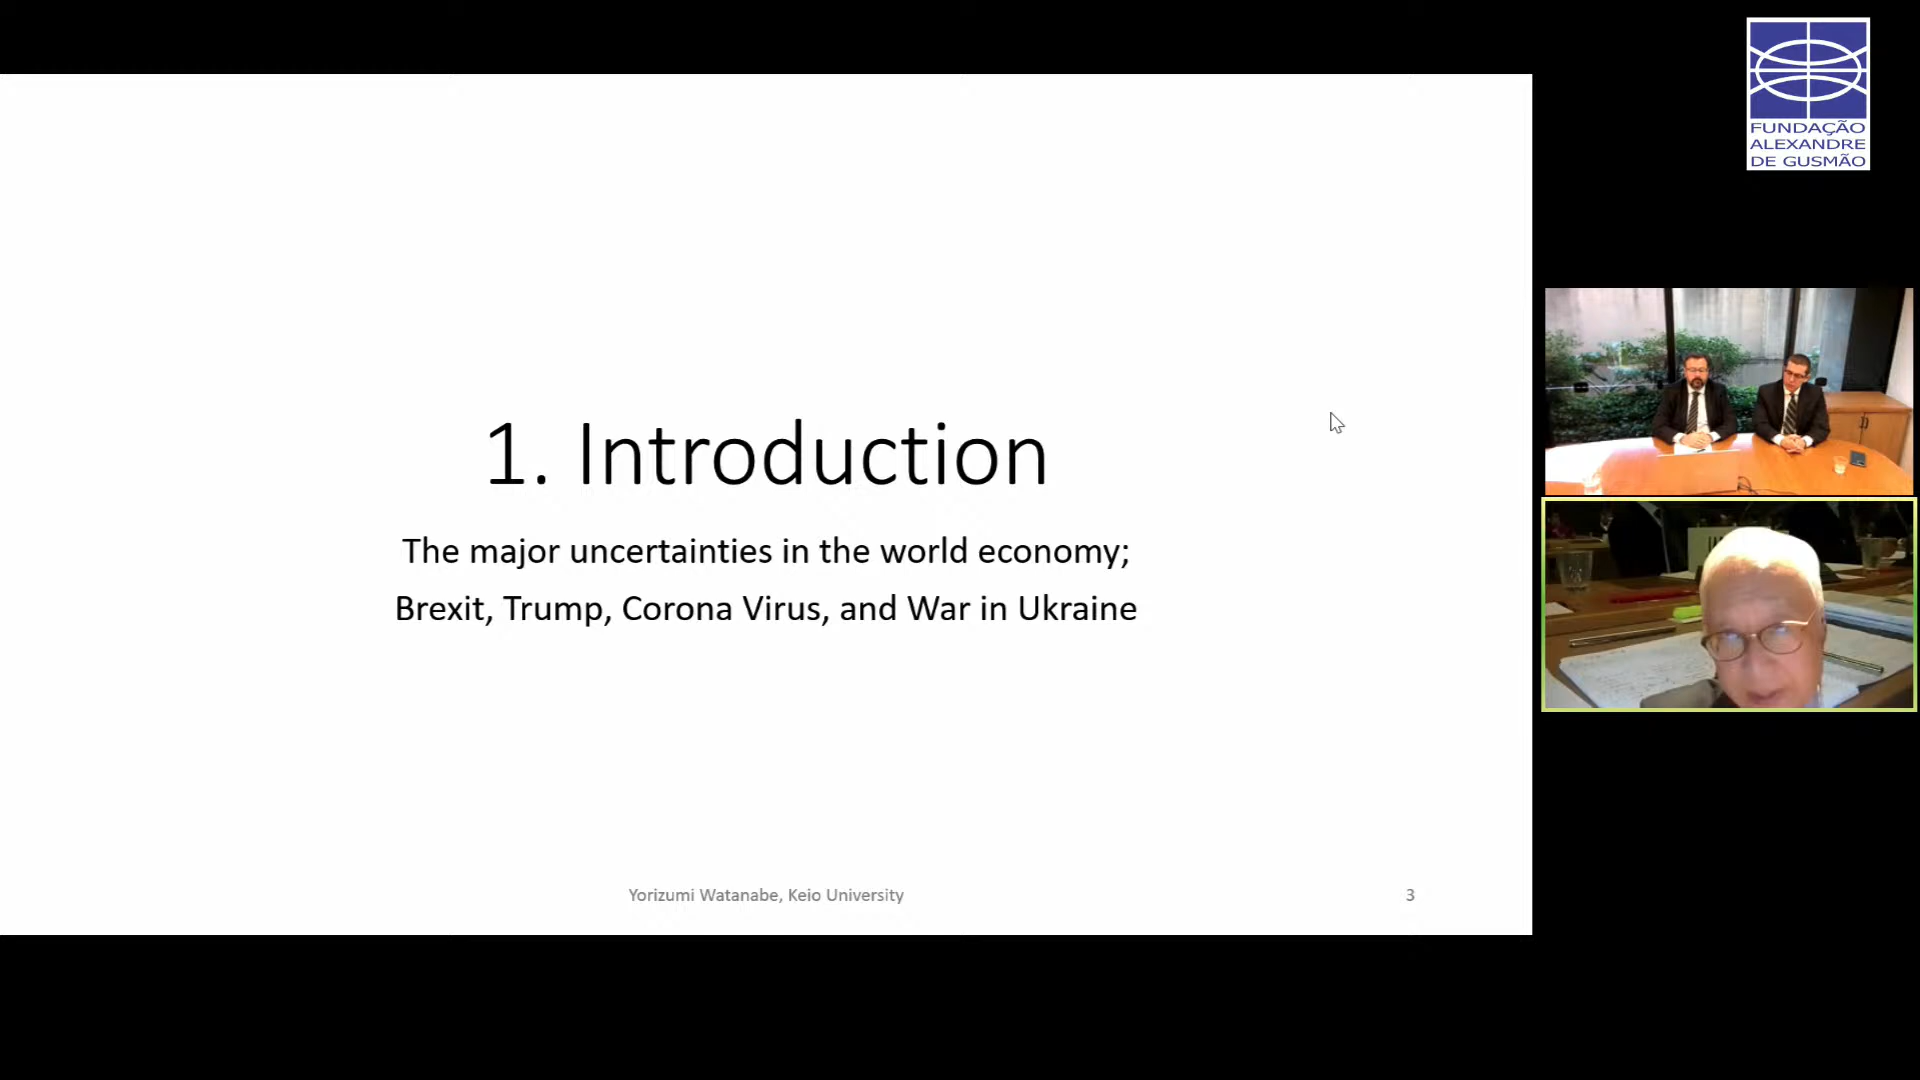 FUNDAÇÃO
ALEXANDRE
DE GUSMÃO
1. Introduction
The major uncertainties in the world economy;
Brexit, Trump, Corona Virus, and War in Ukraine
Yorizumi Watanabe, Keio University
3